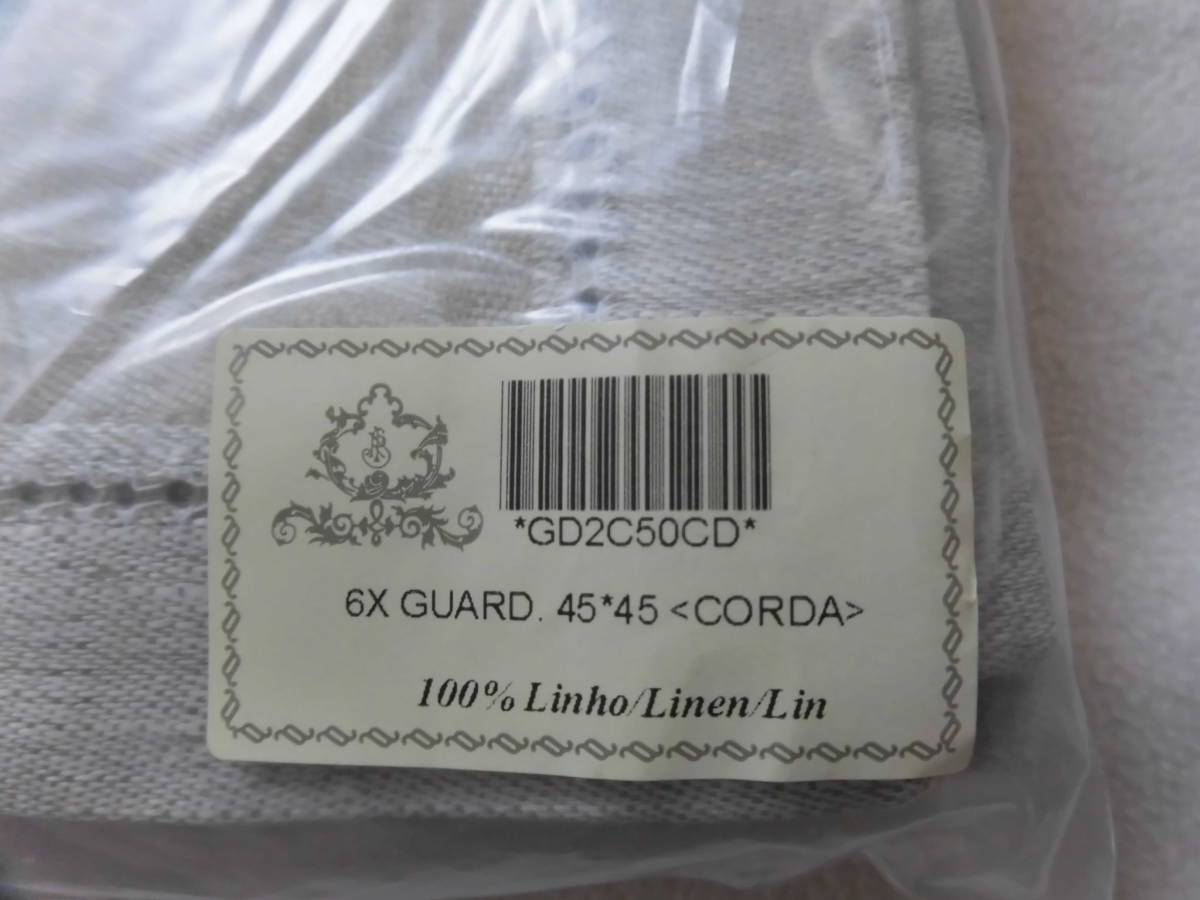 *GD2C50CD*
6X GUARD. 45*45 <CORDA>
100% Linho/Linen/Lin